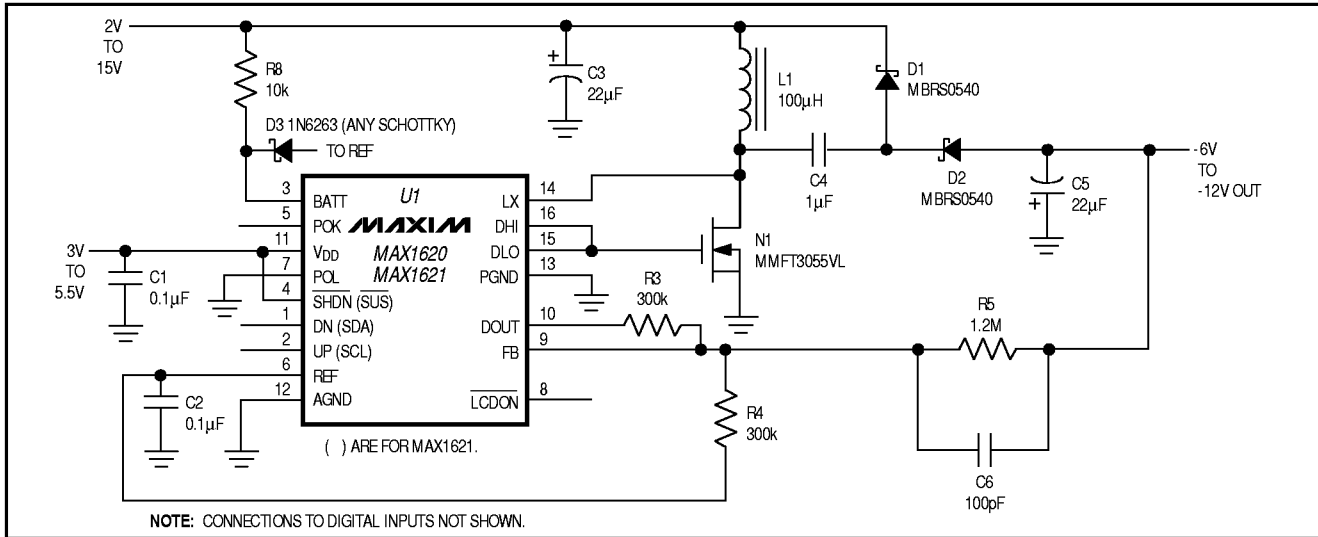 2V
TO
15V
R8
10k
D3 1N6263 (ANY SCHOTTKY)
TO REF
+
C3
22µF
L1
100µH
D1
MBRS0540
C4
1µF
D2
MBRS0540
C5
22µF
+
-6V
TO
-12V OUT
U1
MAXIM
MAX1620
MAX1621
3 BATT
5 POK
11 VDD
7 POL
4 SHDN (SUS)
1 DN (SDA)
2 UP (SCL)
6 REF
12 AGND
LX 14
DHI 16
DLO 15
PGND 13
DOUT 10
FB 9
LCDON 8
3V
TO
5.5V
C1
0.1µF
C2
0.1µF
N1
MMFT3055VL
R3
300k
R5
1.2M
R4
300k
C6
100pF
( ) ARE FOR MAX1621.
NOTE: CONNECTIONS TO DIGITAL INPUTS NOT SHOWN.